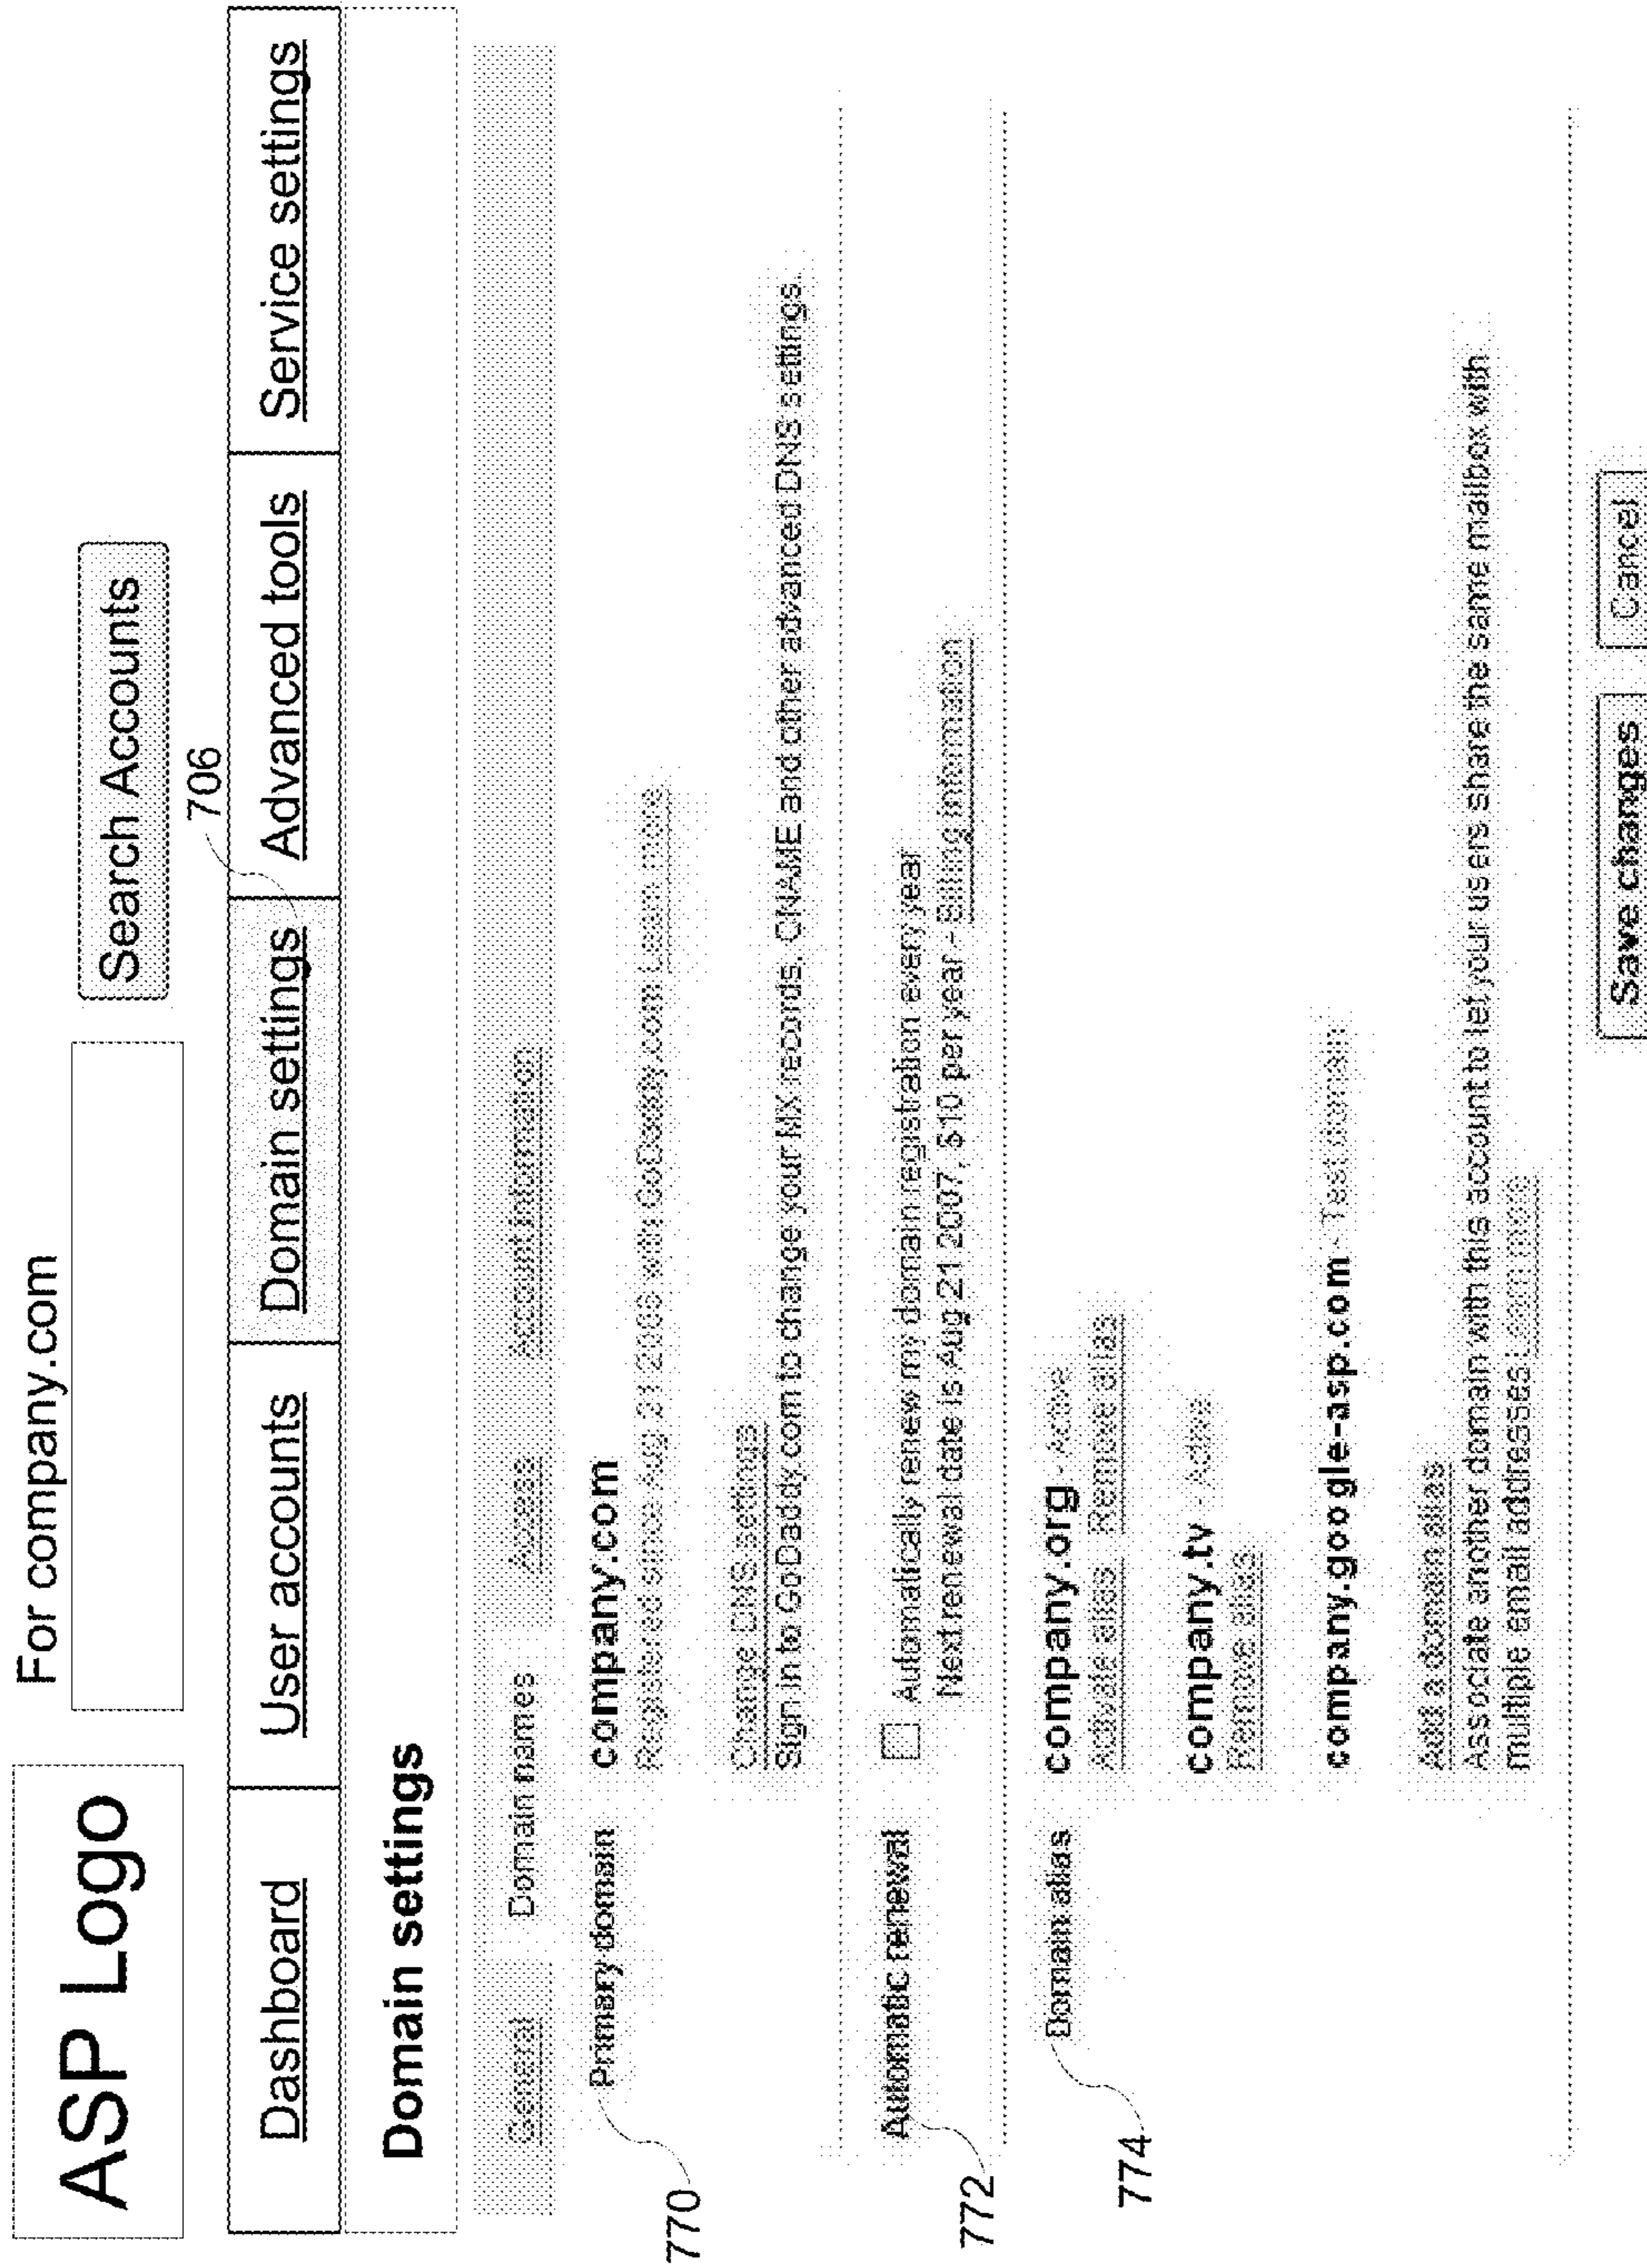 ASP Logo
For company.com
Search Accounts
706
Dashboard User accounts Domain settings Advanced tools Service settings
Domain settings
General Domain names Access Account information
770
Primary domain company.com
Registered since Aug 21 2006 with GoDaddy.com Learn more
Change DNS settings
Sign in to GoDaddy.com to change your MX records, CNAME and other advanced DNS settings.
772
Automatic renewal Automatically renew my domain registration every year
Next renewal date is Aug 21 2007, $10 per year - Billing information
774
Domain alias company.org - Active
Activate alias Remove alias
company.tv - Active
Remove alias
company.google-asp.com - Test domain
Add a domain alias
Associate another domain with this account to let your users share the same mailbox with
multiple email addresses. Learn more
Save changes Cancel